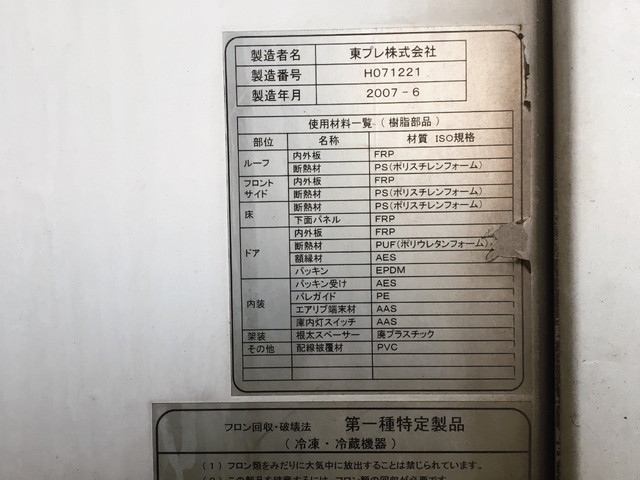 製造者名 東プレ株式会社
製造番号 H071221
製造年月 2007-6
使用材料一覧(樹脂部品)
部位 名称 材質 ISO規格
ルーフ 内外板 FRP
断熱材 PS(ポリスチレンフォーム)
フロントサイド 内外板 FRP
断熱材 PS(ポリスチレンフォーム)
床 断熱材 PS(ポリスチレンフォーム)
下面パネル FRP
ドア 内外板 FRP
断熱材 PUF(ポリウレタンフォーム)
額縁材 AES
パッキン EPDM
内装 パッキン受け AES
バレガイド PE
エアリブ端末材 AAS
庫内灯スイッチ AAS
架装 根太スペーサー 廃プラスチック
その他 配線被覆材 PVC
フロン回収・破壊法 第一種特定製品
(冷凍・冷蔵機器)
(1)フロン類をみだりに大気中に放出することは禁じられています。